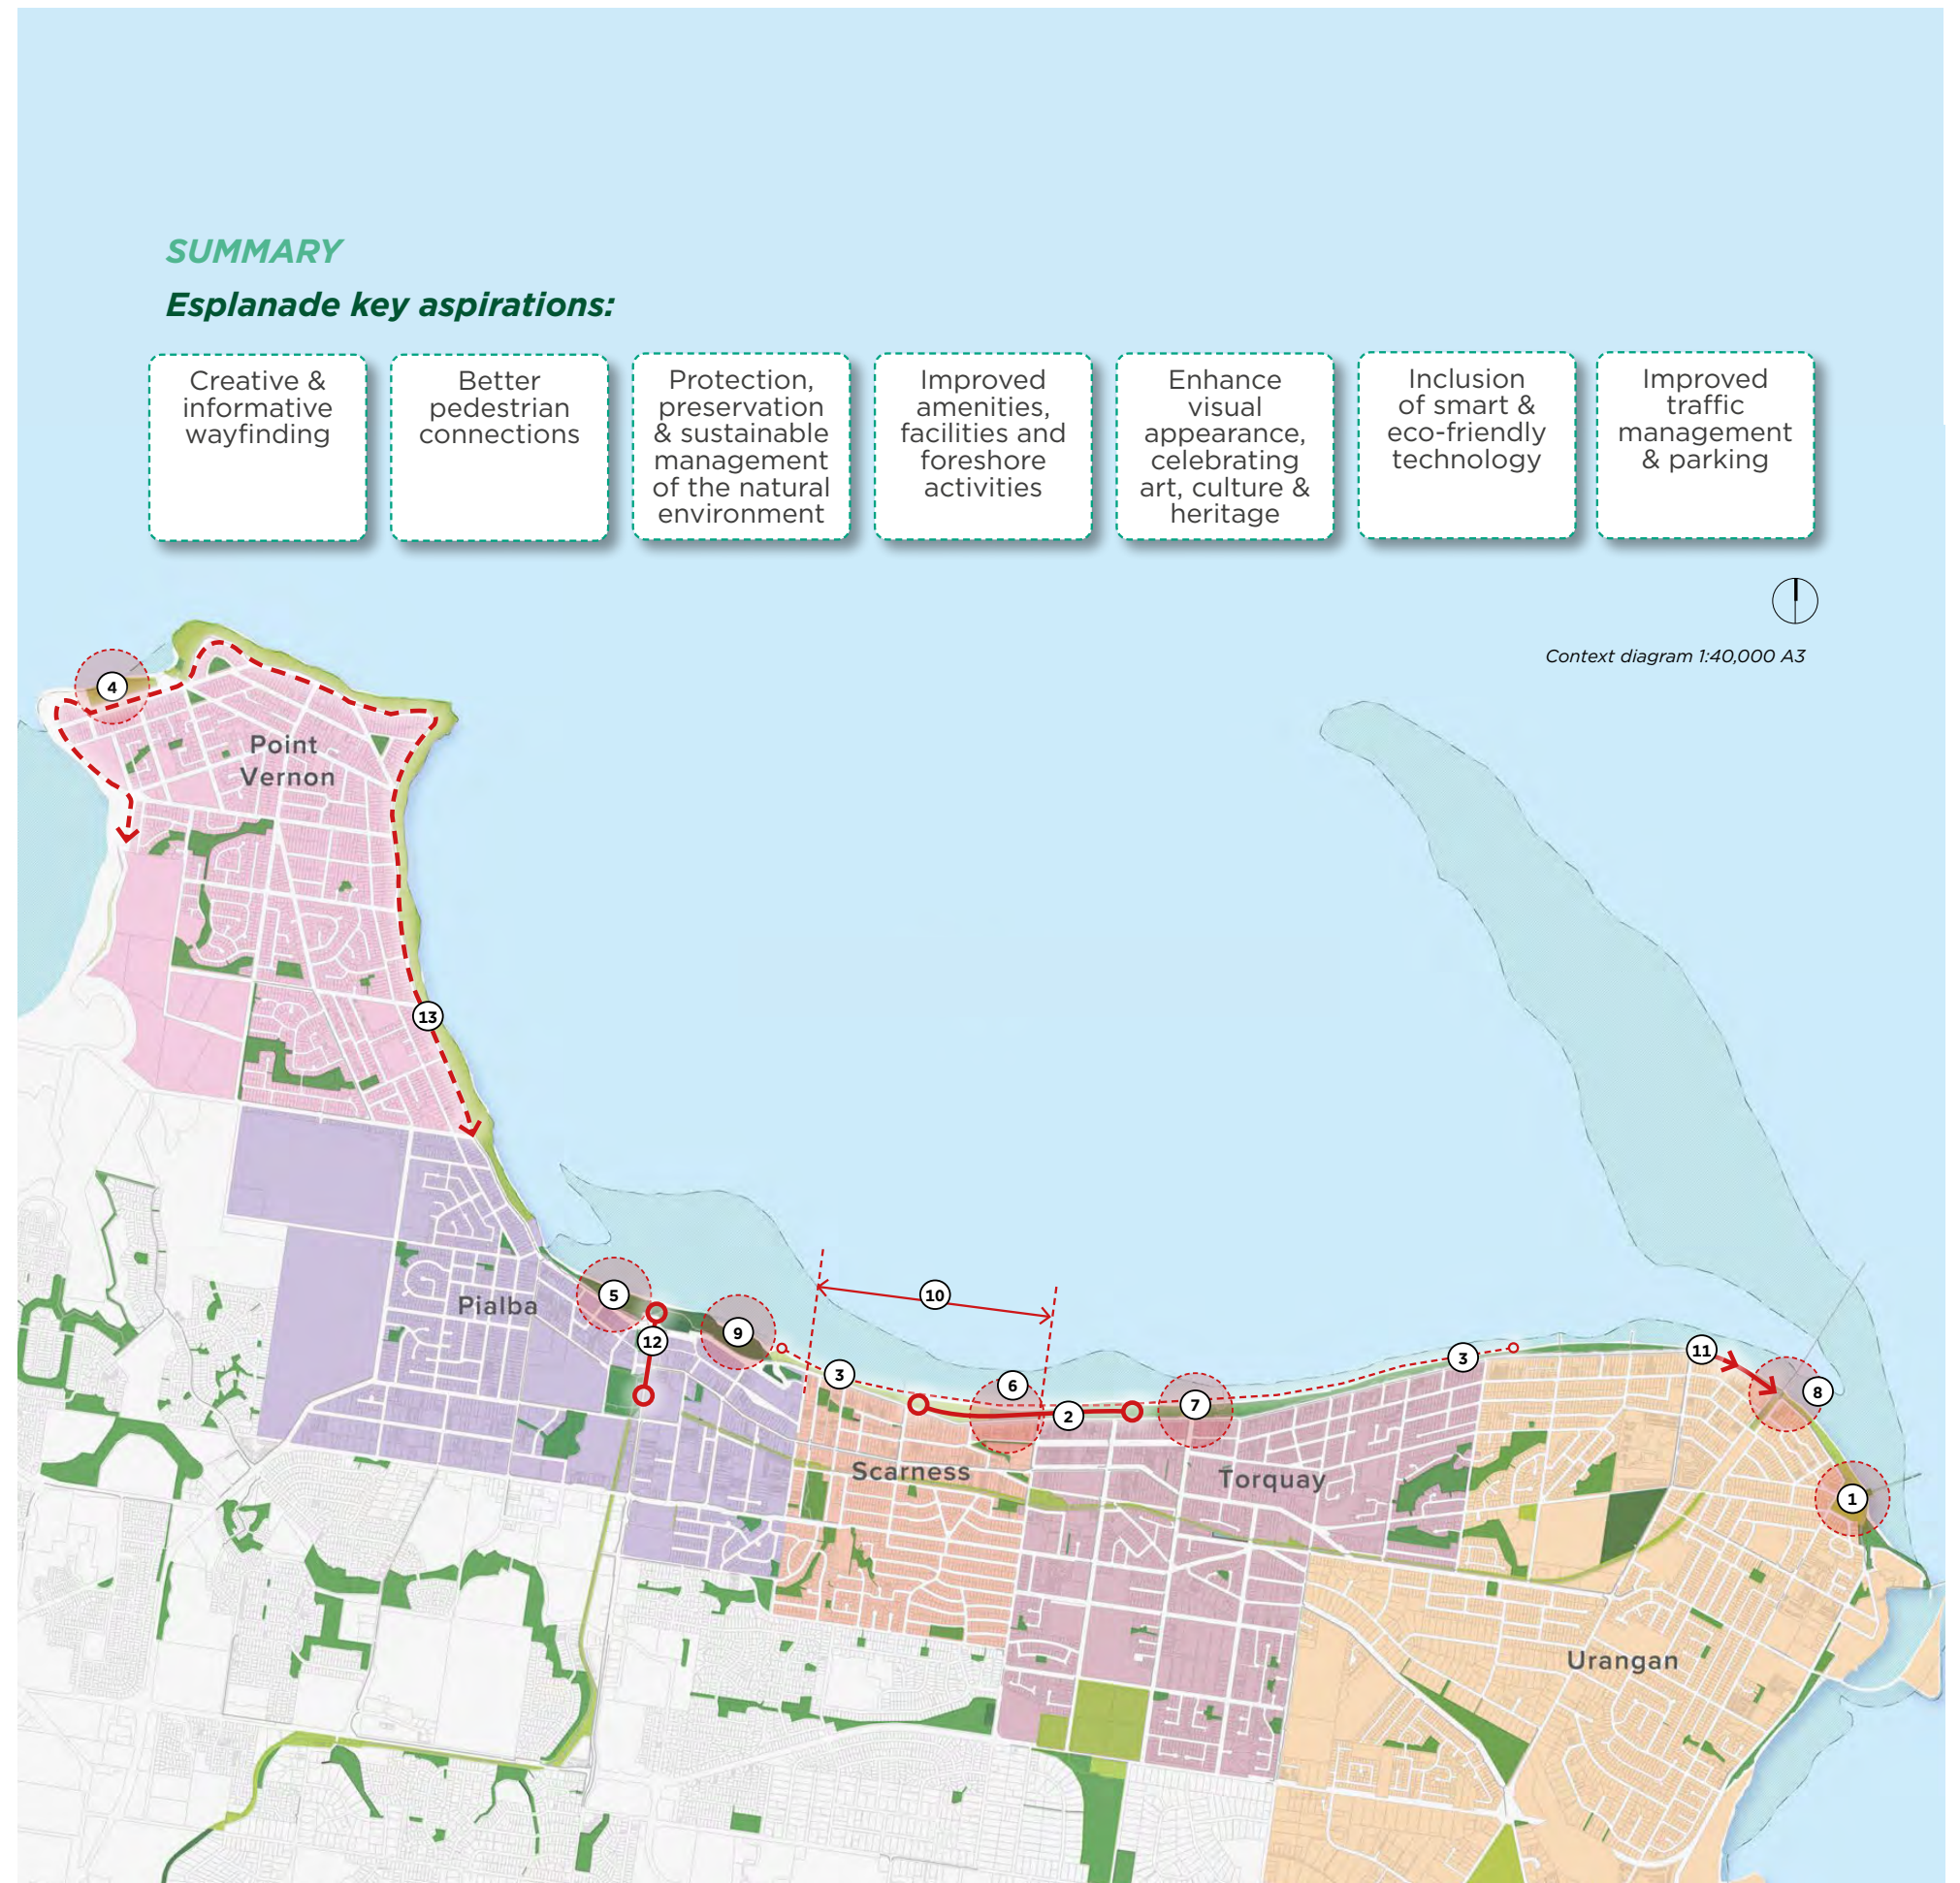 SUMMARY
Esplanade key aspirations:
Creative &
informative
wayfinding
Better
pedestrian
connections
Protection,
preservation
& sustainable
management
of the natural
environment
Improved
amenities,
facilities and
foreshore
activities
Enhance
visual
appearance,
celebrating
art, culture &
heritage
Inclusion
of smart &
eco-friendly
technology
Improved
traffic
management
& parking
Context diagram 1:40,000 A3
4
Point
Vernon
13
5
Pialba
12
9
10
3
6
2
7
3
11
8
1
Scarness
Torquay
Urangan